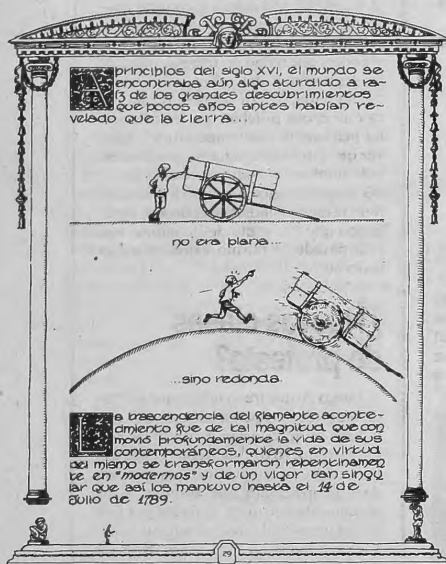 A principios del siglo XVI, el mundo se
encontraba aún algo aturdido a ra-
íz de los grandes descubrimientos
que pocos años antes habían re-
velado que la tierra...
no era plana...
...sino redonda.
La trascendencia del flamante aconte-
cimiento fue de tal magnitud que con
movió profundamente la vida de sus
contemporáneos, quienes en virtud
del mismo se transformaron repentinamen
te en "modernos" y de un vigor tan singu
lar que así los mantuvo hasta el 14 de
Julio de 1789.
29